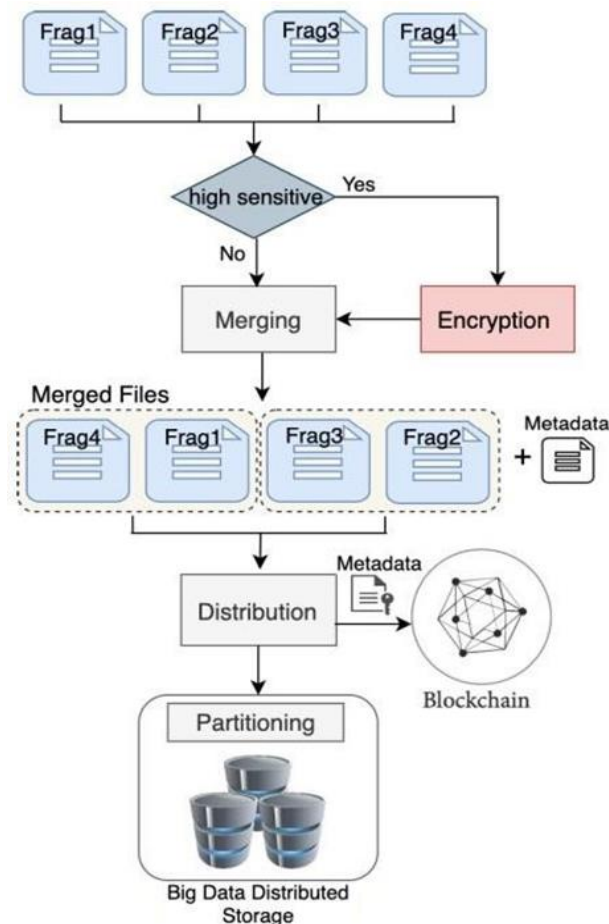 Frag1
Frag2
Frag3
Frag4
high sensitive
Yes
No
Merging
Encryption
Merged Files
Frag4
Frag1
Frag3
Frag2
+
Metadata
Metadata
Distribution
Blockchain
Partitioning
Big Data Distributed
Storage